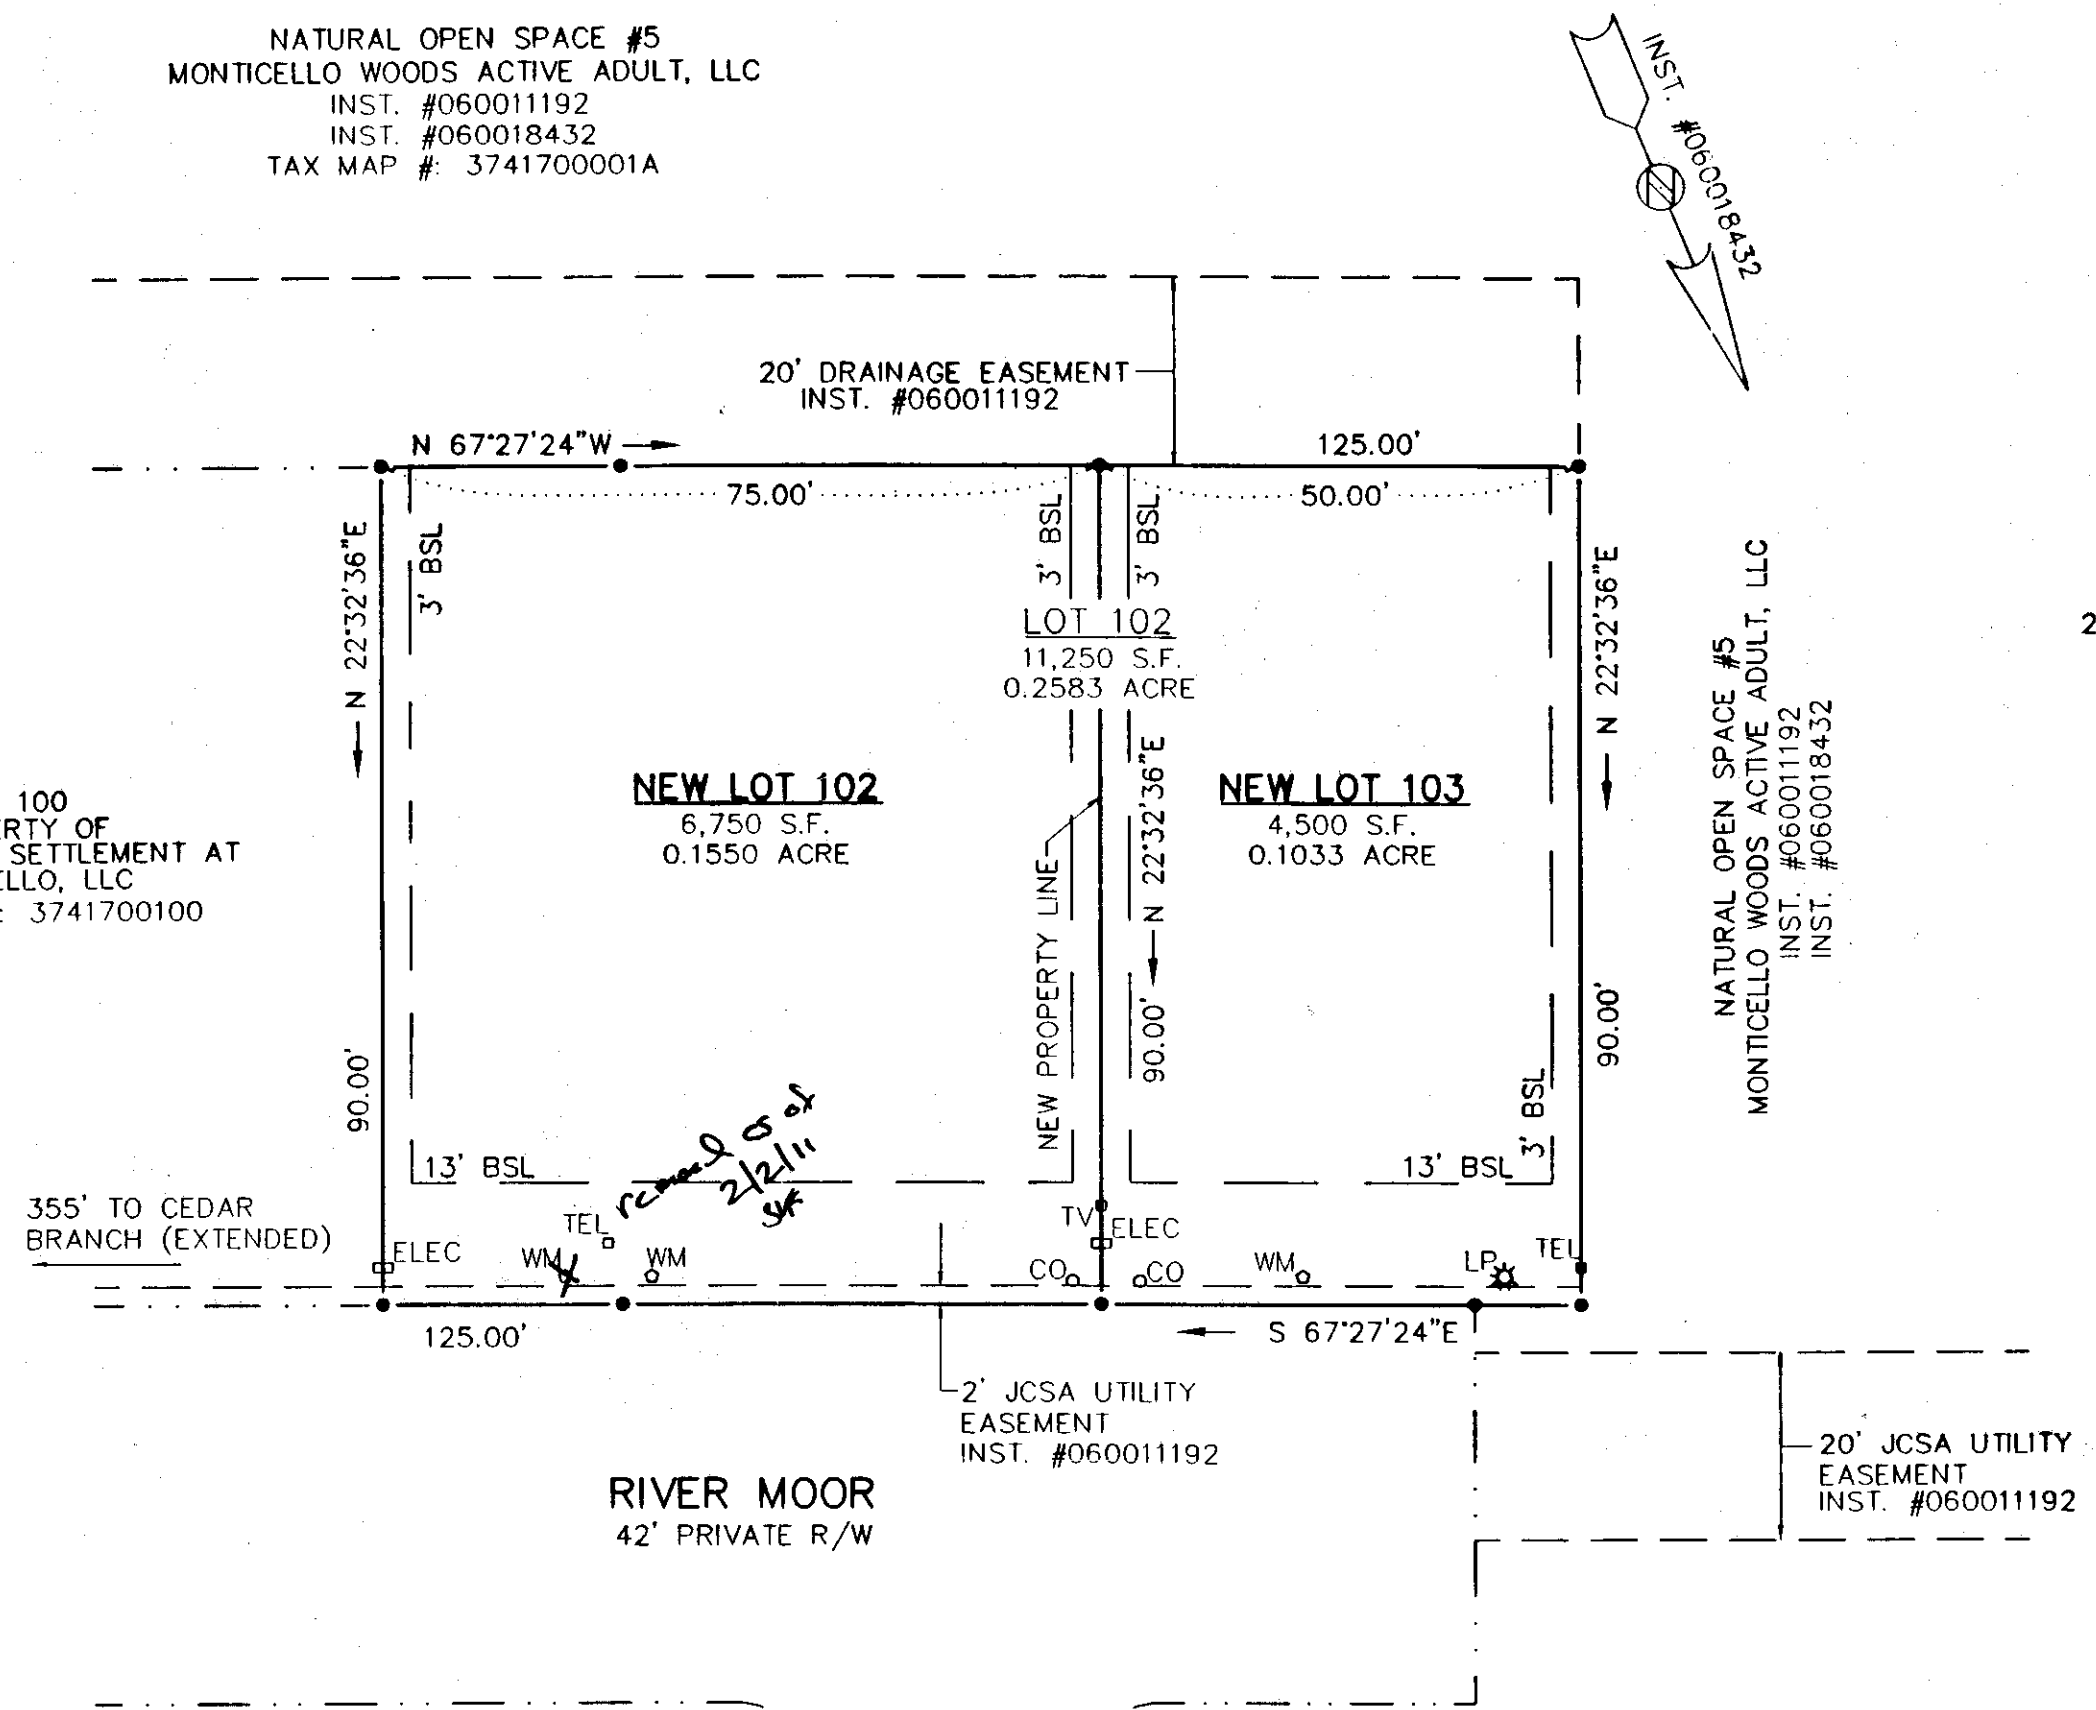 NATURAL OPEN SPACE #5
MONTICELLO WOODS ACTIVE ADULT, LLC
INST. #060011192
INST. #060018432
TAX MAP #: 3741700001A
INST. #060018432
N
20' DRAINAGE EASEMENT
INST. #060011192
N 67°27'24"W
125.00'
75.00'
50.00'
N 22°32'36"E
3' BSL
3' BSL
3' BSL
N 22°32'36"E
LOT 102
11,250 S.F.
0.2583 ACRE
2
NATURAL OPEN SPACE #5
MONTICELLO WOODS ACTIVE ADULT, LLC
INST. #060011192
INST. #060018432
NEW LOT 102
6,750 S.F.
0.1550 ACRE
NEW PROPERTY LINE
N 22°32'36"E
NEW LOT 103
4,500 S.F.
0.1033 ACRE
100
ERTY OF
SETTLEMENT AT
ELLO, LLC
: 3741700100
90.00'
90.00'
90.00'
3' BSL
13' BSL
13' BSL
as of
2/2/11
355' TO CEDAR
BRANCH (EXTENDED)
ELEC
TEL
WM
WM
TV
ELEC
CO
CO
WM
LP
TEL
125.00'
S 67°27'24"E
2' JCSA UTILITY
EASEMENT
INST. #060011192
20' JCSA UTILITY
EASEMENT
INST. #060011192
RIVER MOOR
42' PRIVATE R/W